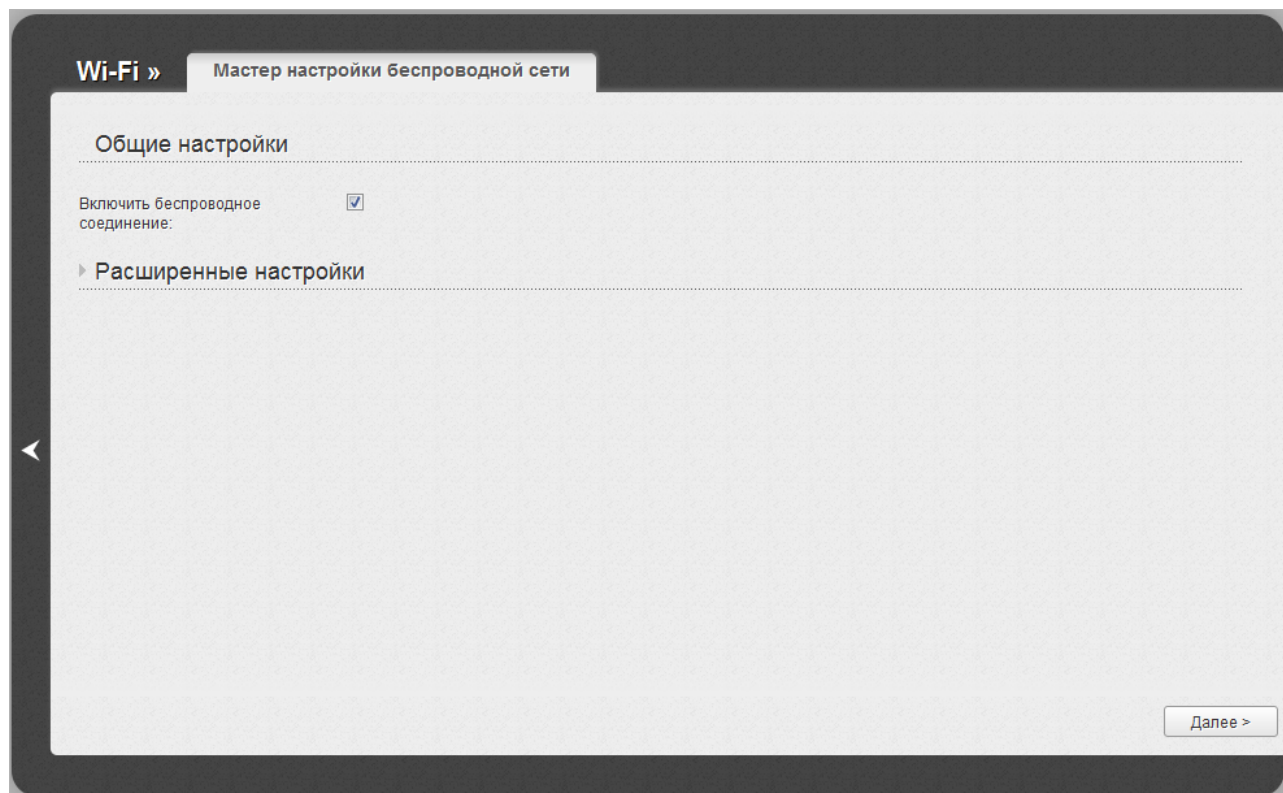 Wi-Fi »
Мастер настройки беспроводной сети
Общие настройки
Включить беспроводное
соединение:
Расширенные настройки
Далее >